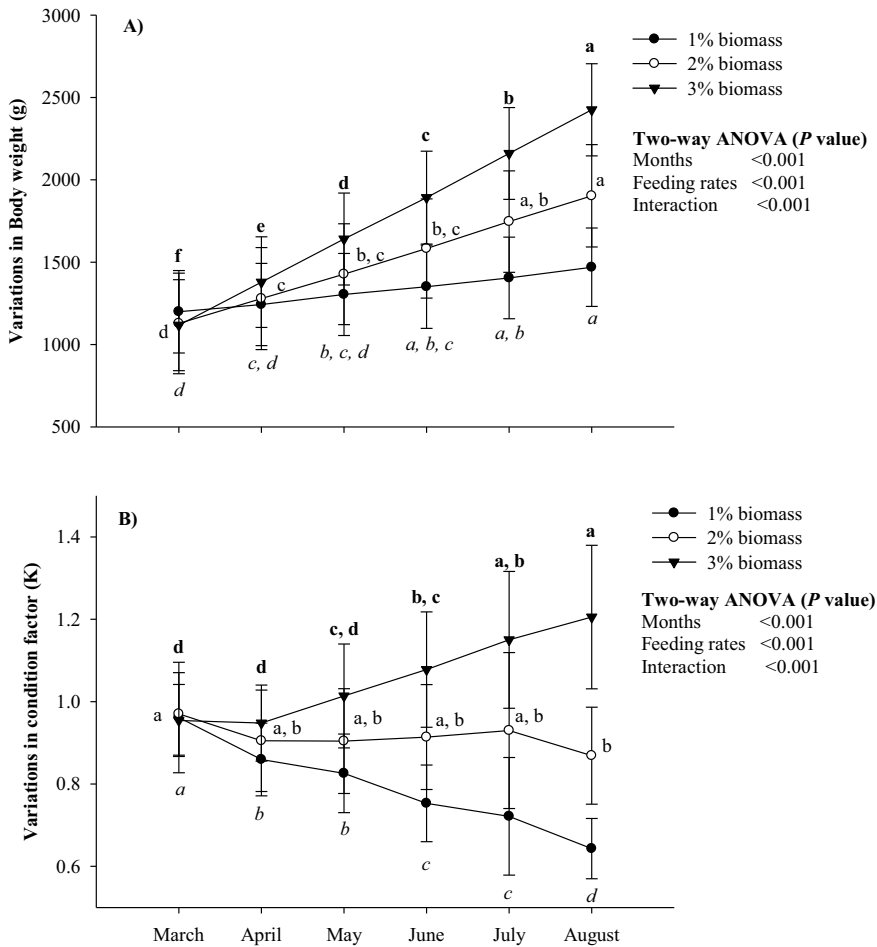 A)
1% biomass
2% biomass
3% biomass
Two-way ANOVA (P value)
Months <0.001
Feeding rates <0.001
Interaction <0.001
Variations in Body weight (g)
3000
2500
2000
1500
1000
500
f e d c b a
d c b, c b, c a, b a
d c, d b, c, d a, b, c a, b a
B)
1% biomass
2% biomass
3% biomass
Two-way ANOVA (P value)
Months <0.001
Feeding rates <0.001
Interaction <0.001
Variations in condition factor (K)
1.4
1.2
1.0
0.8
0.6
d d c, d b, c a, b a
a a, b a, b a, b a, b b
a b b c c d
March April May June July August